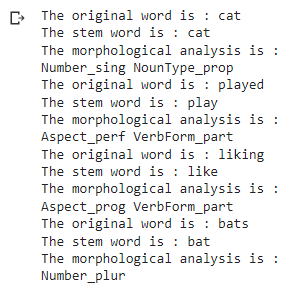 The original word is : cat
The stem word is : cat
The morphological analysis is :
Number_sing NounType_prop
The original word is : played
The stem word is : play
The morphological analysis is :
Aspect_perf VerbForm_part
The original word is : liking
The stem word is : like
The morphological analysis is :
Aspect_prog VerbForm_part
The original word is : bats
The stem word is : bat
The morphological analysis is :
Number_plur